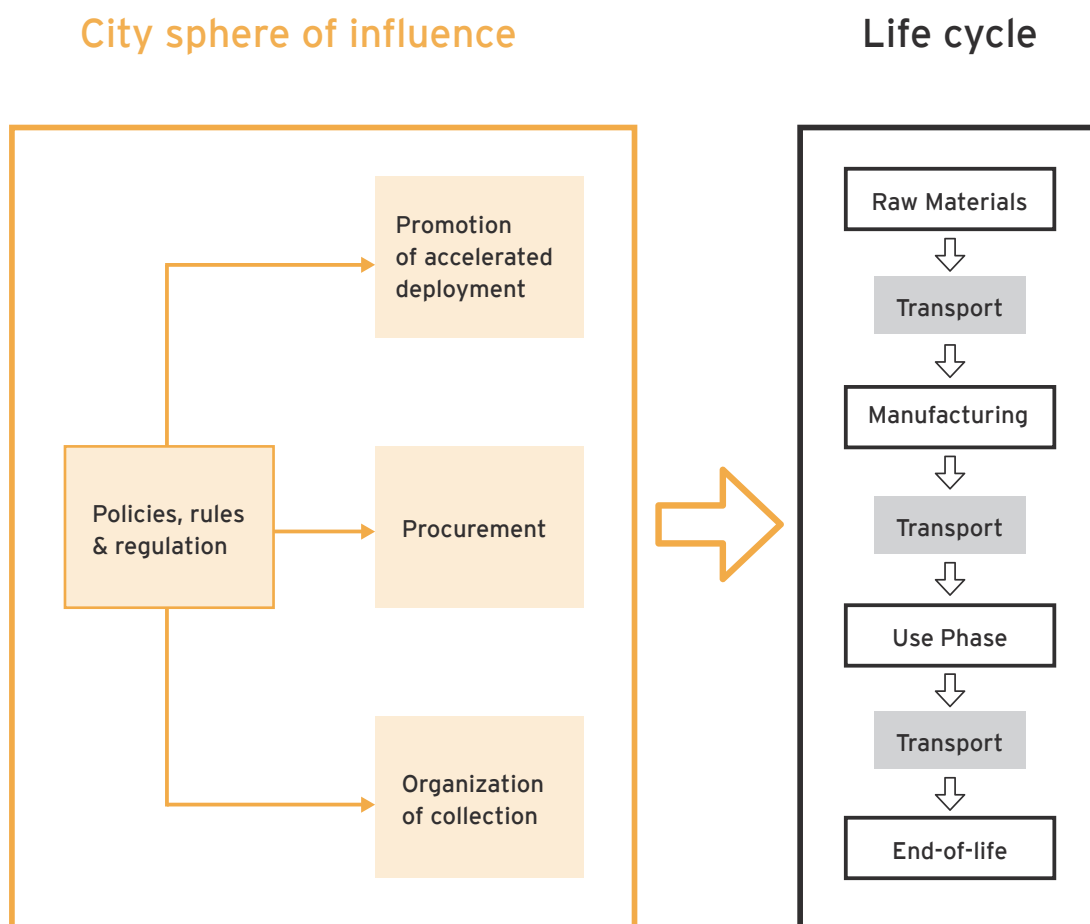 City sphere of influence
Life cycle
Promotion
of accelerated
deployment
Policies, rules
& regulation
Procurement
Organization
of collection
Raw Materials
Transport
Manufacturing
Transport
Use Phase
Transport
End-of-life